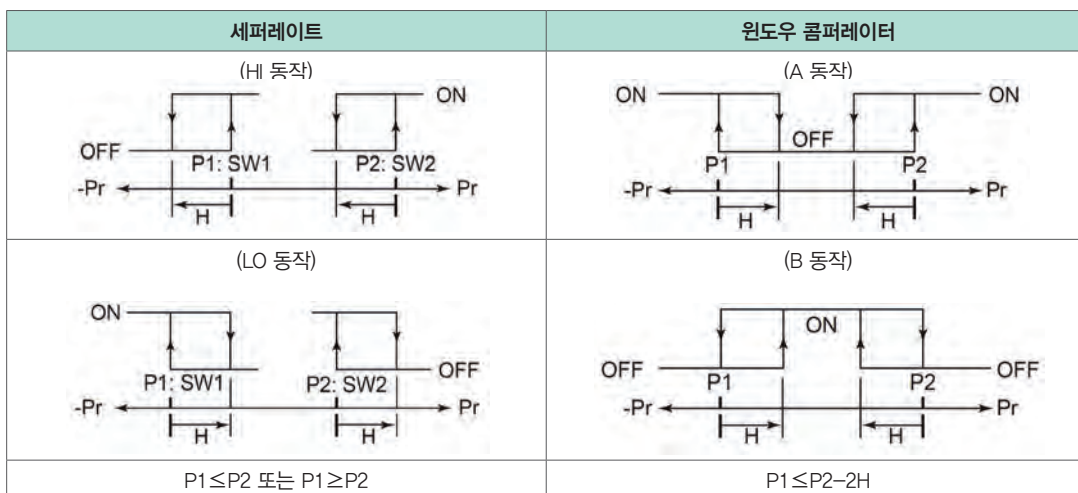 세퍼레이트
윈도우 콤퍼레이터
(HI 동작)
ON
OFF
P1: SW1
P2: SW2
-Pr
Pr
H
H
(A 동작)
ON
ON
OFF
P1
P2
-Pr
Pr
H
H
(LO 동작)
ON
OFF
P1: SW1
P2: SW2
-Pr
Pr
H
H
(B 동작)
ON
OFF
OFF
P1
P2
-Pr
Pr
H
H
P1≤P2 또는 P1≥P2
P1≤P2–2H